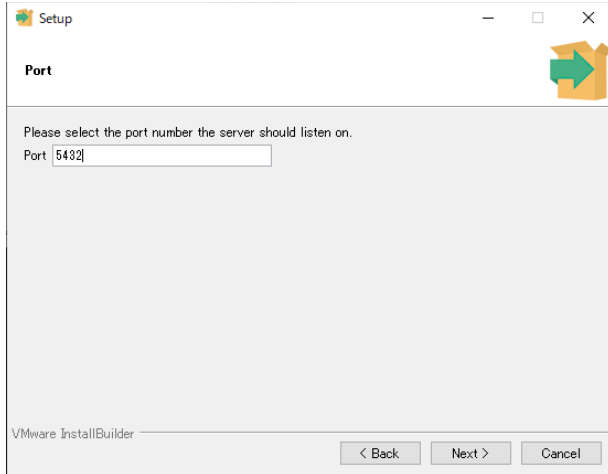 Setup
Port
Please select the port number the server should listen on.
Port 5432
VMware InstallBuilder
< Back Next > Cancel